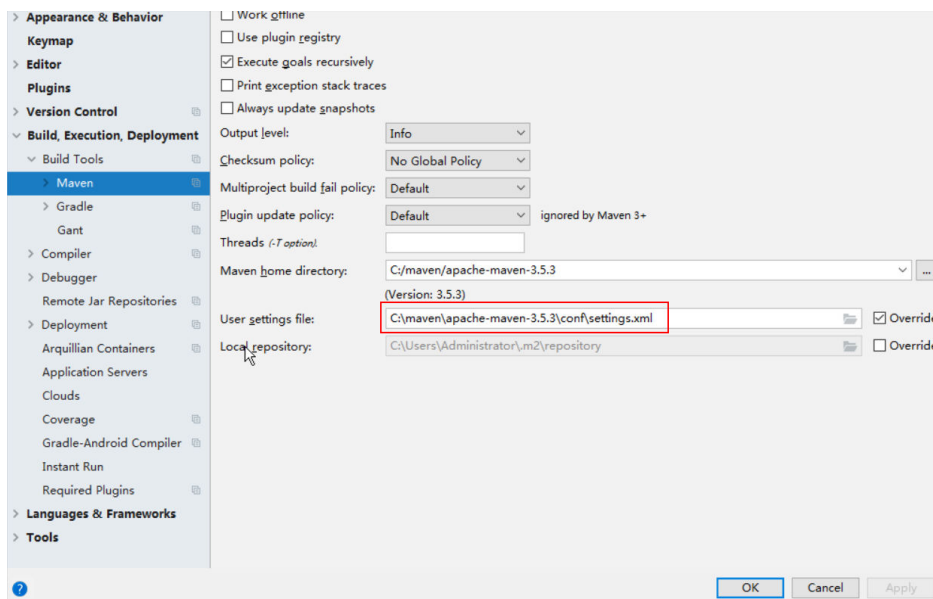 Appearance & Behavior
Keymap
Editor
Plugins
Version Control
Build, Execution, Deployment
Build Tools
Maven
Gradle
Gant
Compiler
Debugger
Remote Jar Repositories
Deployment
Arquillian Containers
Application Servers
Clouds
Coverage
Gradle-Android Compiler
Instant Run
Required Plugins
Languages & Frameworks
Tools
Work offline
Use plugin registry
Execute goals recursively
Print exception stack traces
Always update snapshots
Output level: Info
Checksum policy: No Global Policy
Multiproject build fail policy: Default
Plugin update policy: Default ignored by Maven 3+
Threads (-T option).
Maven home directory: C:/maven/apache-maven-3.5.3 ...
(Version: 3.5.3)
User settings file: C:\maven\apache-maven-3.5.3\conf\settings.xml Override
Local repository: C:\Users\Administrator\.m2\repository Override
? OK Cancel Apply